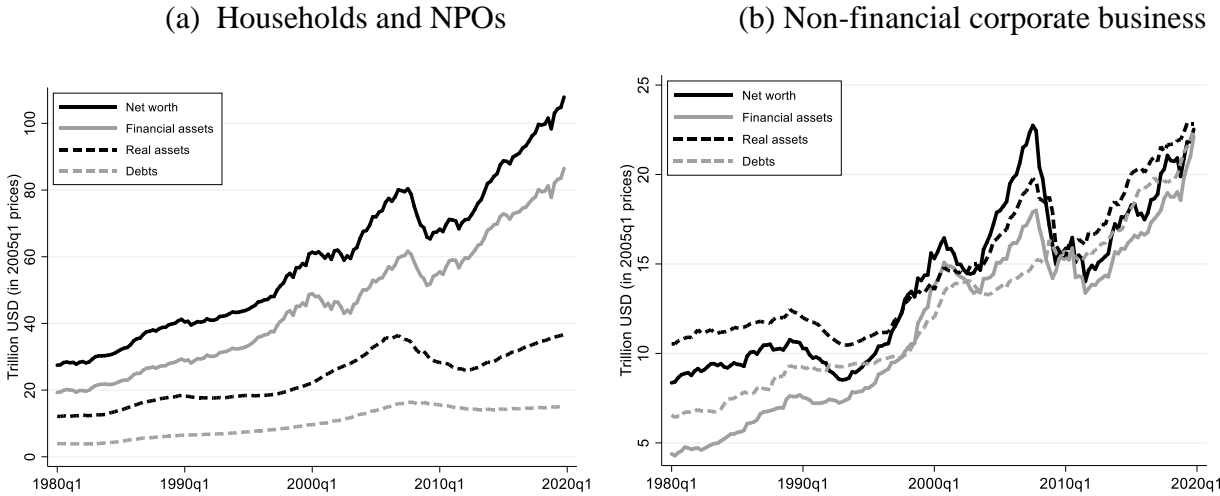 (a) Households and NPOs
Trillion USD (in 2005q1 prices)
100
80
60
40
20
0
Net worth
Financial assets
Real assets
Debts
1980q1 1990q1 2000q1 2010q1 2020q1
(b) Non-financial corporate business
Trillion USD (in 2005q1 prices)
25
20
15
10
5
Net worth
Financial assets
Real assets
Debts
1980q1 1990q1 2000q1 2010q1 2020q1